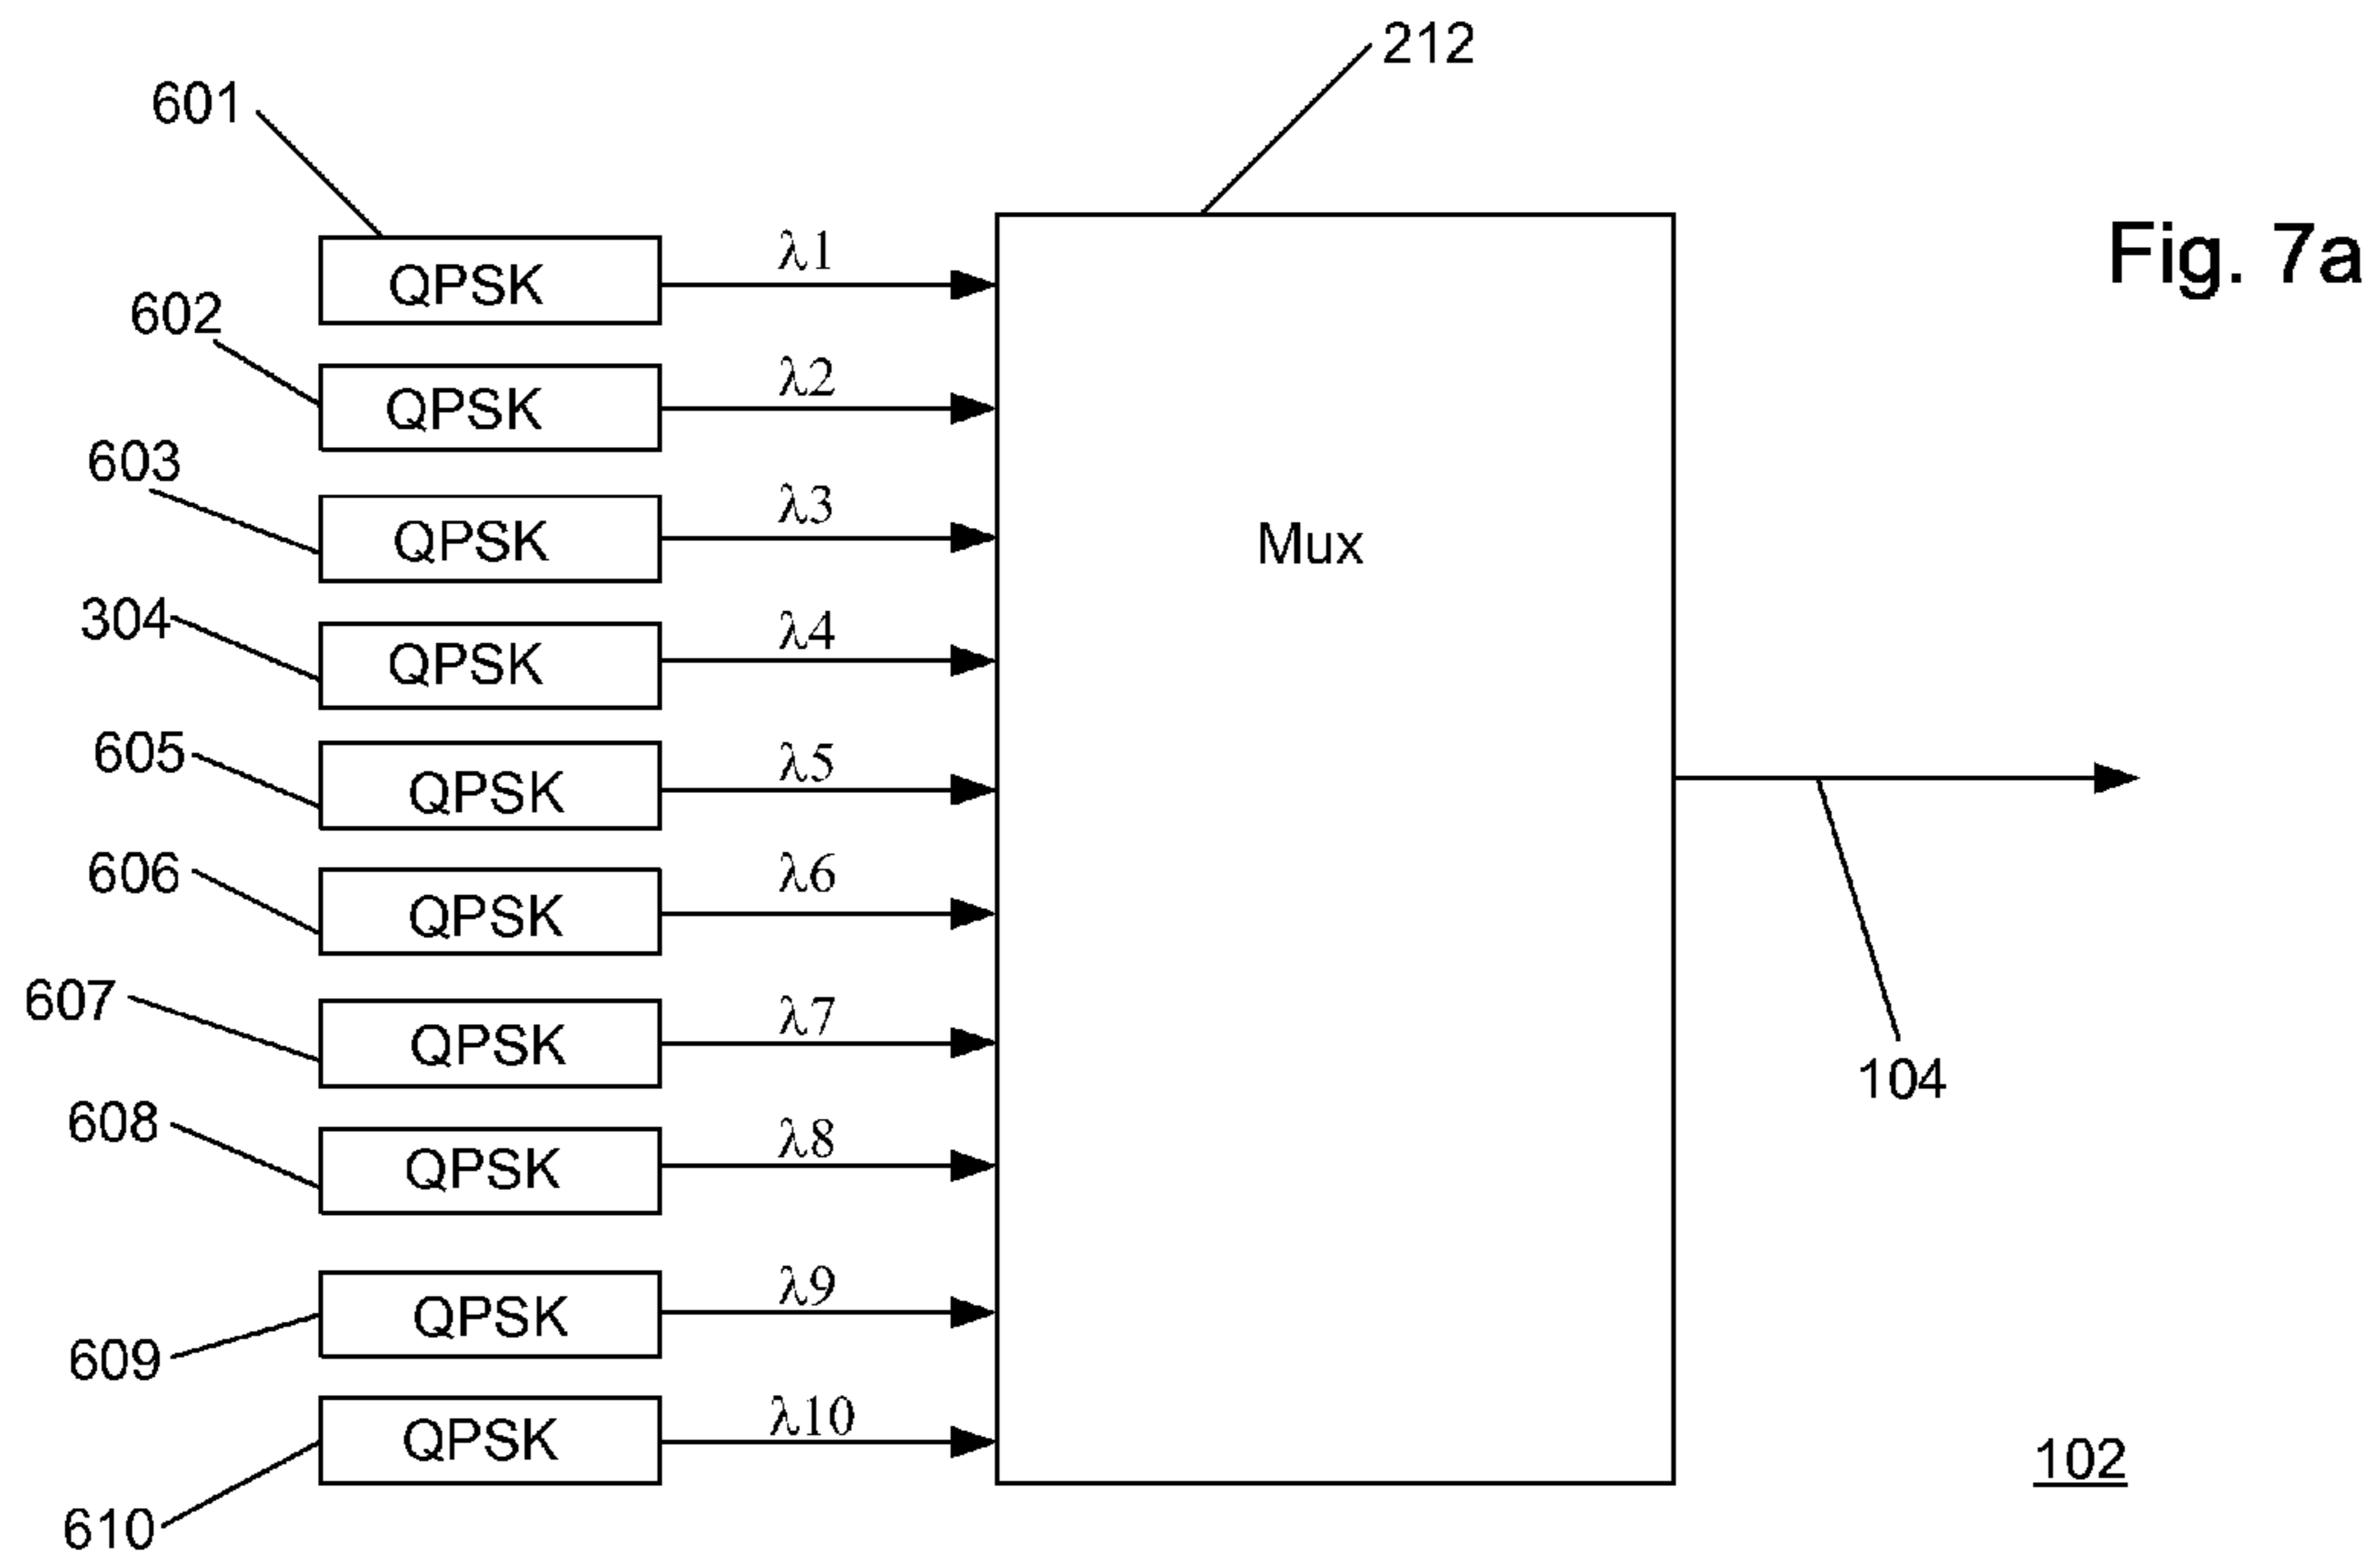 212
601
Fig. 7a
QPSK
λ1
602
QPSK
λ2
603
QPSK
λ3
Mux
304
QPSK
λ4
605
QPSK
λ5
606
QPSK
λ6
607
QPSK
λ7
104
608
QPSK
λ8
609
QPSK
λ9
610
QPSK
λ10
102